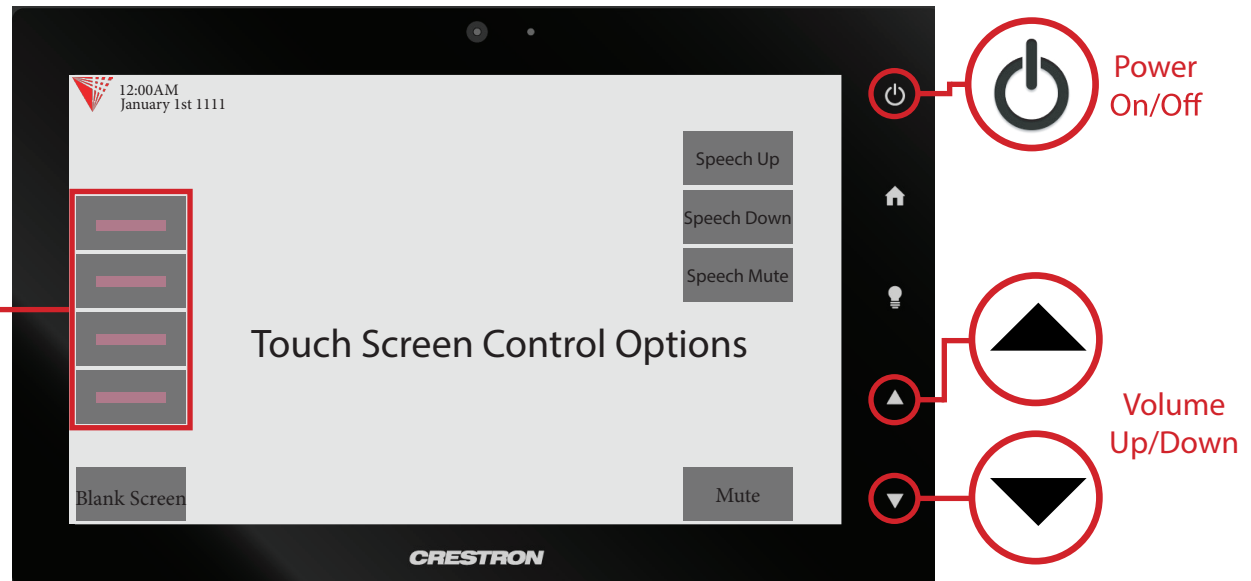 12:00AM
January 1st 1111
Power
On/Off
Speech Up
Speech Down
Speech Mute
Touch Screen Control Options
Volume
Up/Down
Blank Screen
Mute
CRESTRON